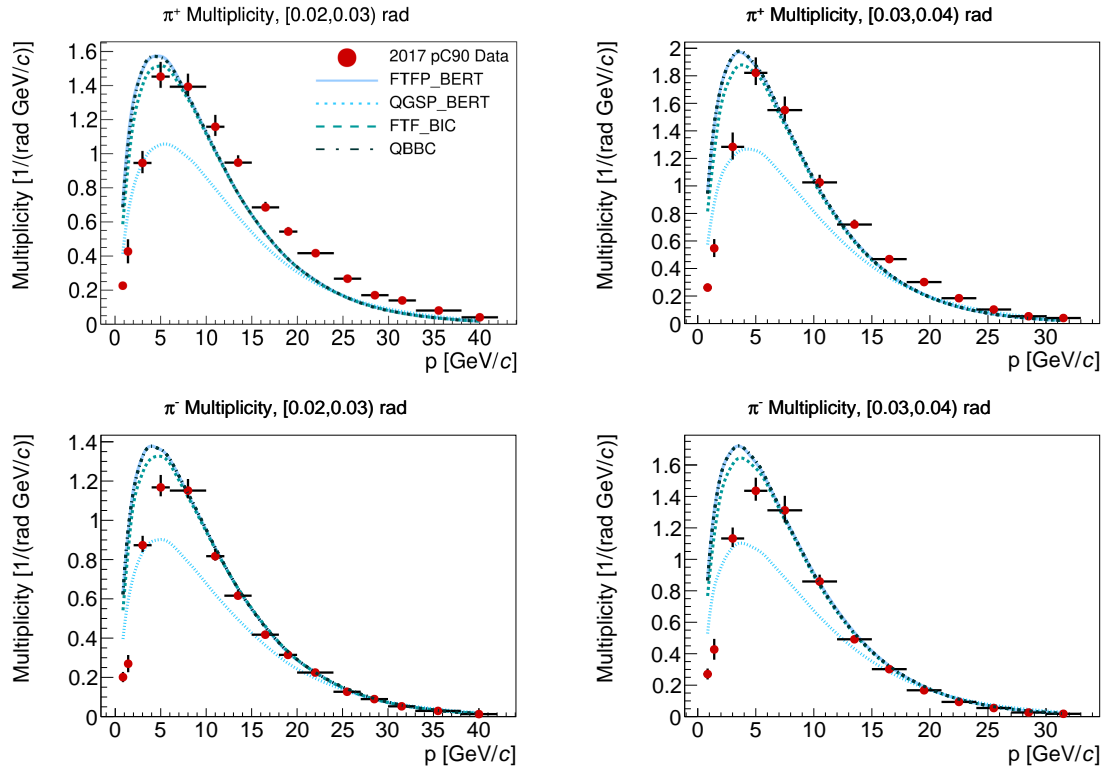 π⁺ Multiplicity, [0.02,0.03) rad
Multiplicity [1/(rad GeV/c)]
1.6
1.4
1.2
1
0.8
0.6
0.4
0.2
0
2017 pC90 Data
FTFP_BERT
QGSP_BERT
FTF_BIC
QBBC
0 5 10 15 20 25 30 35 40
p [GeV/c]
π⁺ Multiplicity, [0.03,0.04) rad
Multiplicity [1/(rad GeV/c)]
2
1.8
1.6
1.4
1.2
1
0.8
0.6
0.4
0.2
0
0 5 10 15 20 25 30
p [GeV/c]
π⁻ Multiplicity, [0.02,0.03) rad
Multiplicity [1/(rad GeV/c)]
1.4
1.2
1
0.8
0.6
0.4
0.2
0
0 5 10 15 20 25 30 35 40
p [GeV/c]
π⁻ Multiplicity, [0.03,0.04) rad
Multiplicity [1/(rad GeV/c)]
1.6
1.4
1.2
1
0.8
0.6
0.4
0.2
0
0 5 10 15 20 25 30
p [GeV/c]